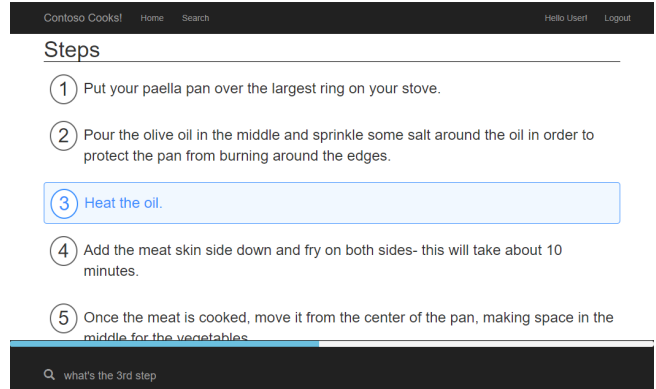 Contoso Cooks! Home Search Hello User! Logout
Steps
1 Put your paella pan over the largest ring on your stove.
2 Pour the olive oil in the middle and sprinkle some salt around the oil in order to
protect the pan from burning around the edges.
3 Heat the oil.
4 Add the meat skin side down and fry on both sides- this will take about 10
minutes.
5 Once the meat is cooked, move it from the center of the pan, making space in the
middle for the vegetables
what's the 3rd step